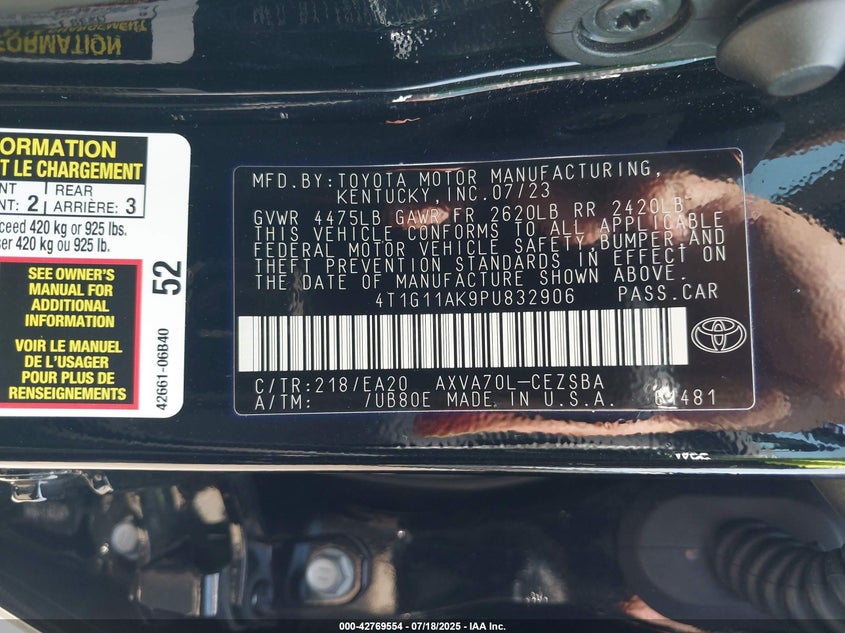 FORMATION
ORMATION
T LE CHARGEMENT
NT REAR
NT: 2 ARRIÈRE: 3
ceed 420 kg or 925 lbs.
ser 420 kg ou 925 lb.
SEE OWNER'S
MANUAL FOR
ADDITIONAL
INFORMATION
VOIR LE MANUEL
DE L'USAGER
POUR PLUS DE
RENSEIGNEMENTS
52
42661-06B40
MFD.BY:TOYOTA MOTOR MANUFACTURING,
KENTUCKY,INC.07/23
GVWR 4475LB GAWR FR 2620LB RR 2420LB
THIS VEHICLE CONFORMS TO ALL APPLICABLE
FEDERAL MOTOR VEHICLE SAFETY,BUMPER,AND
THEFT PREVENTION STANDARDS IN EFFECT ON
THE DATE OF MANUFACTURE SHOWN ABOVE.
4T1G11AK9PU832906 PASS.CAR
C/TR:218/EA20 AXVA70L-CEZSBA
A/TM: /UB80E MADE IN U.S.A. 61481
000-42769554 - 07/18/2025 - IAA Inc.